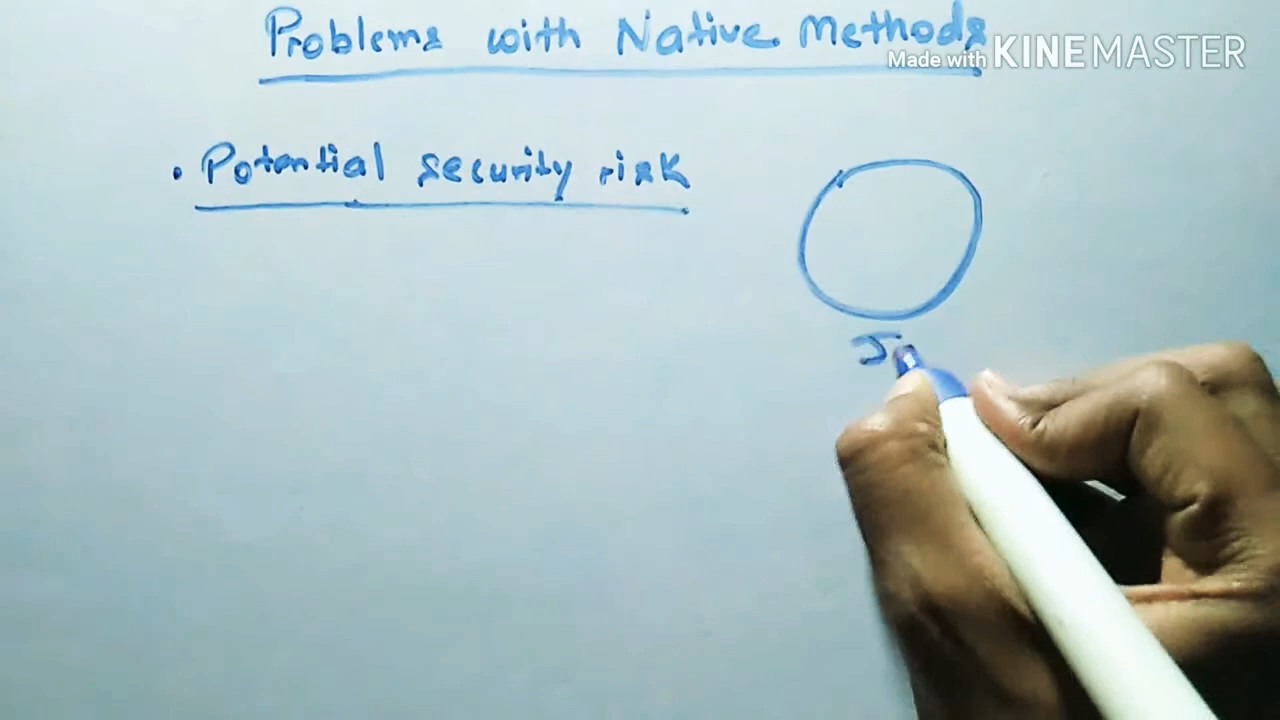 Problems with Native Methods
Made with KINEMASTER
• Potential security risk
J